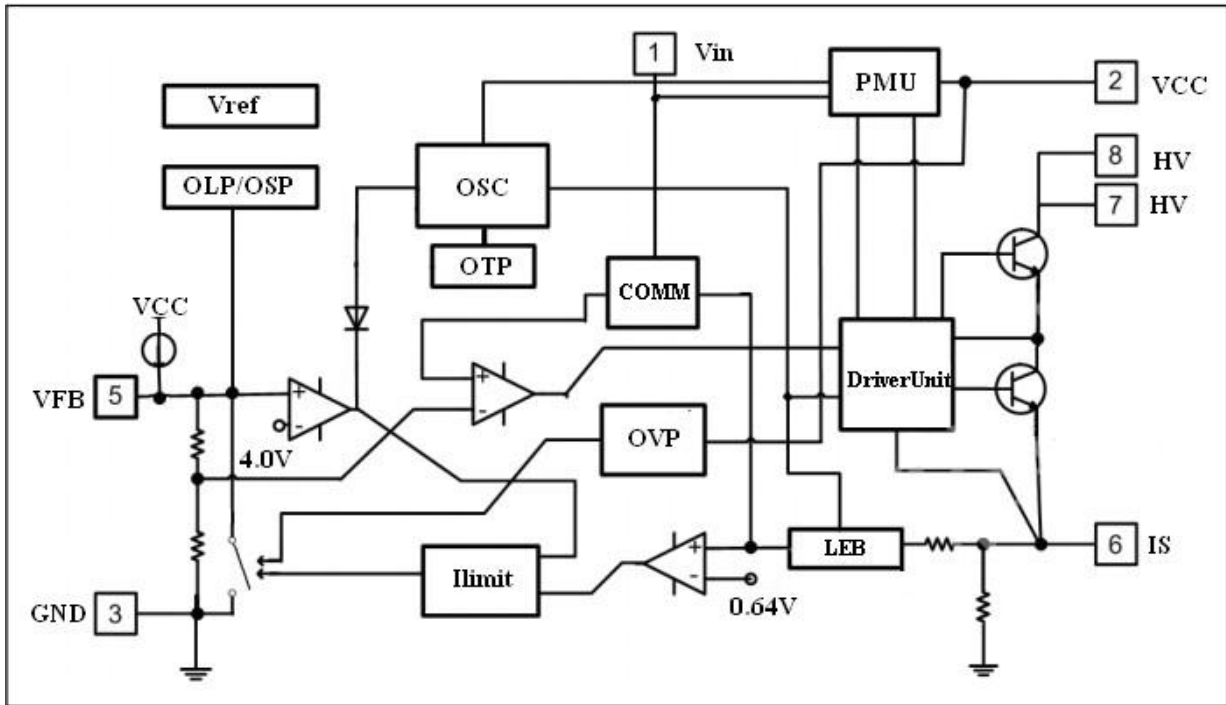 1 Vin
PMU
2 VCC
Vref
8 HV
OLP/OSP
OSC
7 HV
OTP
COMM
VCC
+
-
DriverUnit
VFB 5
+
-
4.0V
OVP
LEB
6 IS
Ilimit
+
-
0.64V
GND 3